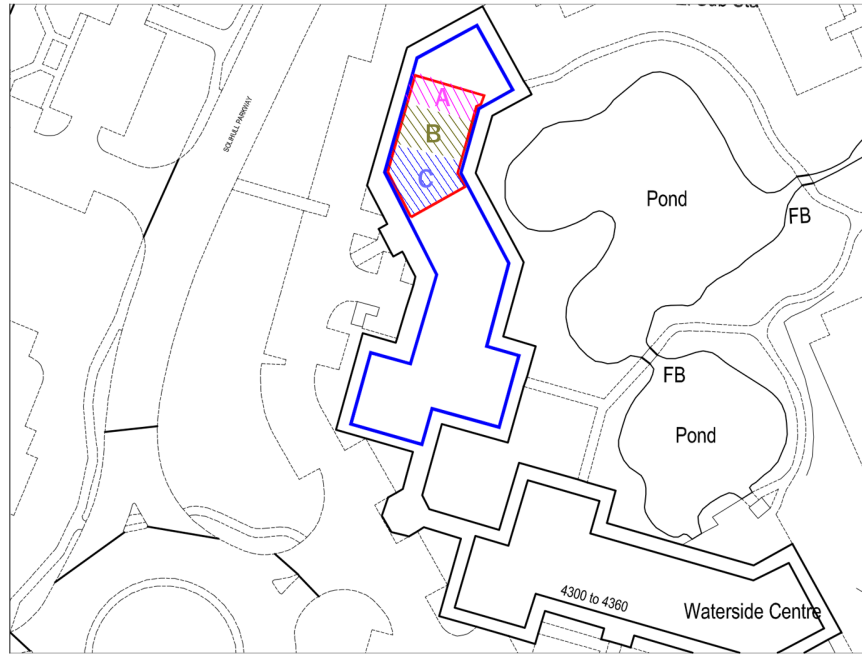 SOLIHULL PARKWAY
A
B
C
Pond
FB
FB
Pond
4300 to 4360
Waterside Centre